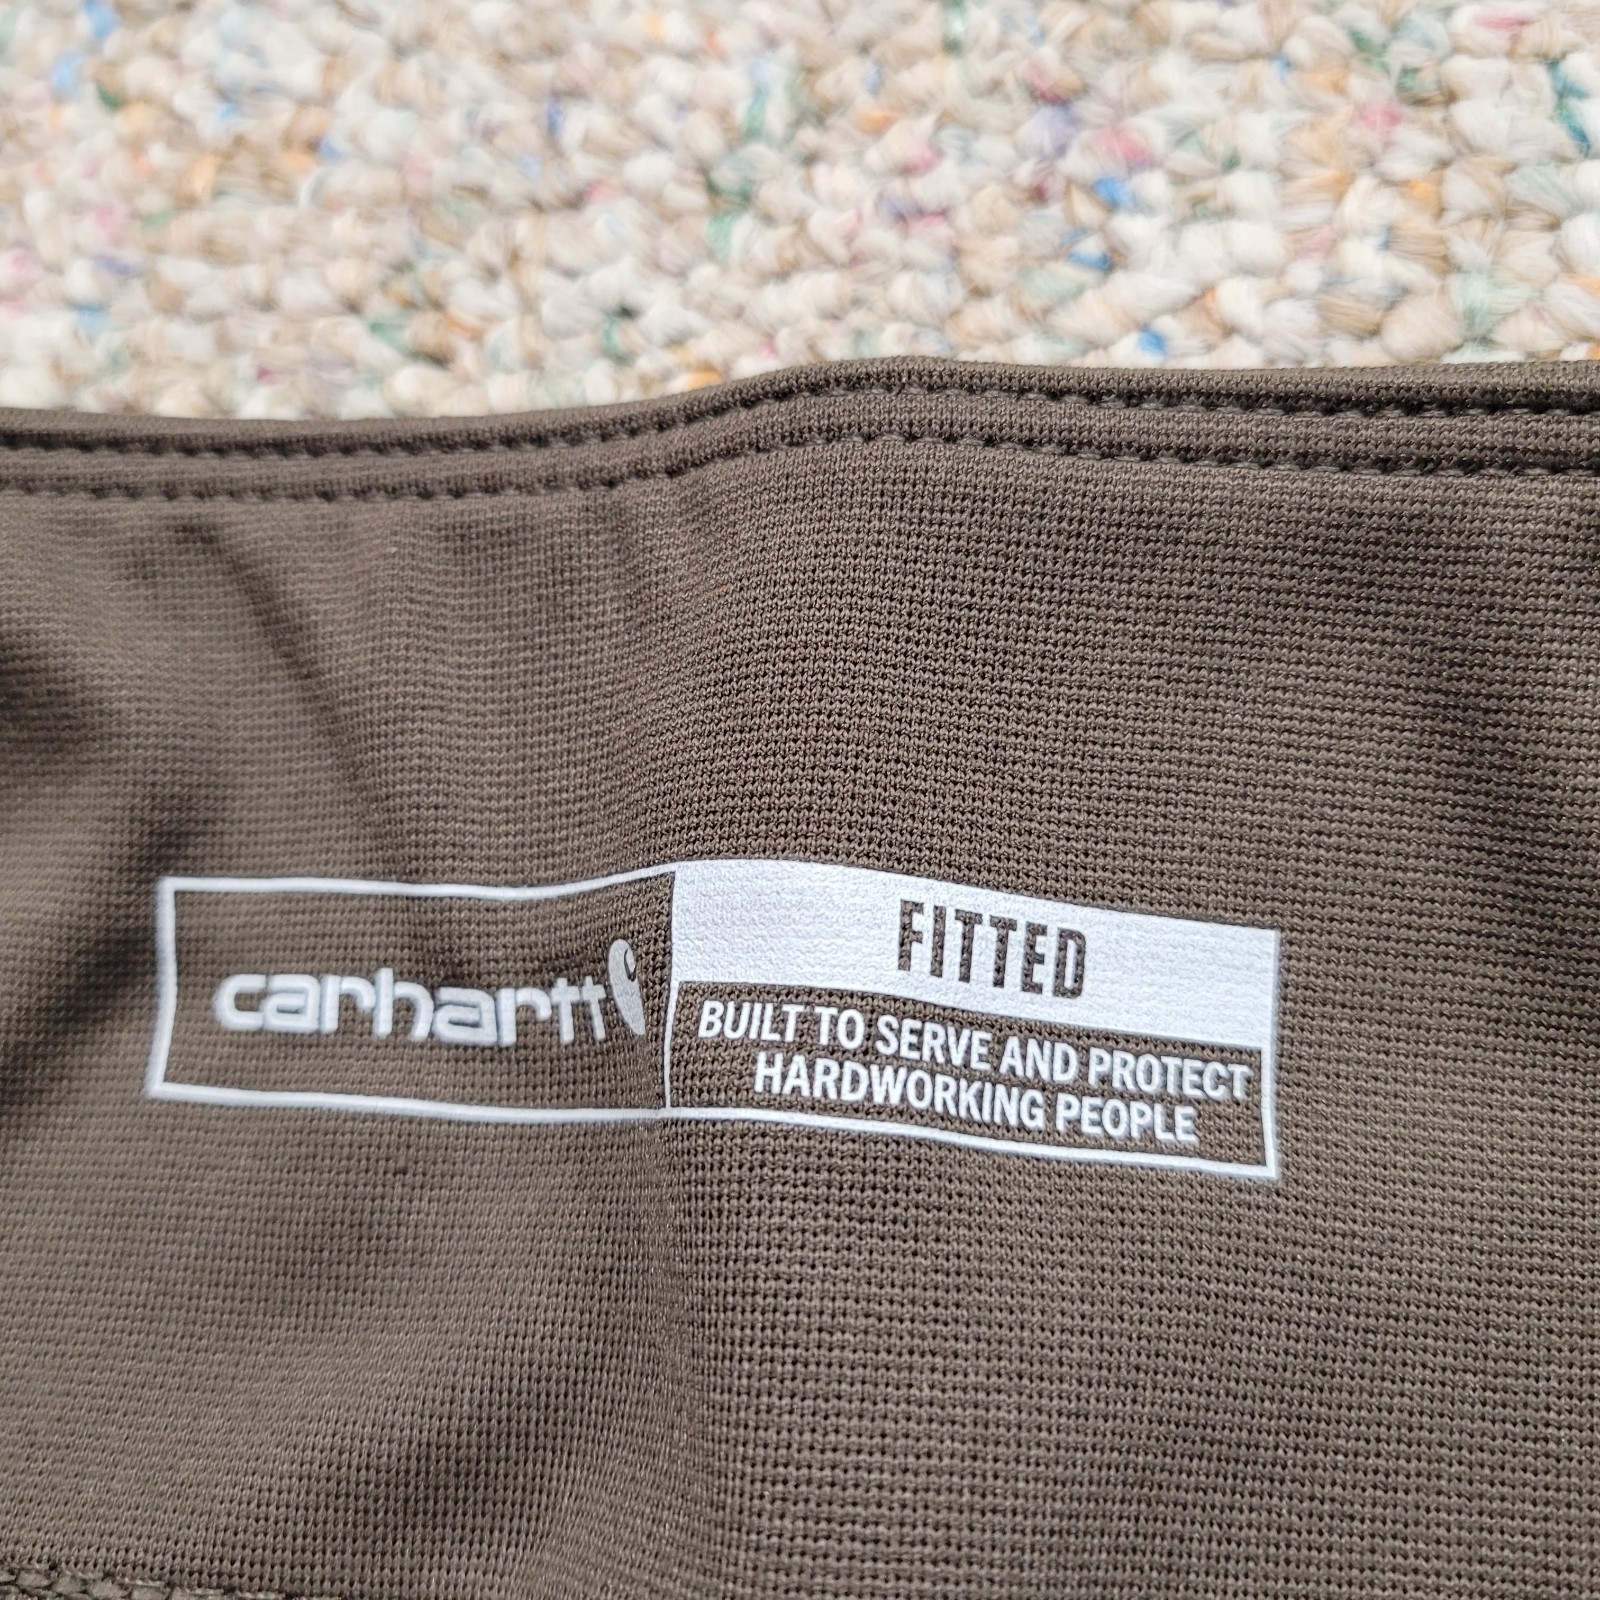 carhartt
FITTED
BUILT TO SERVE AND PROTECT
HARDWORKING PEOPLE